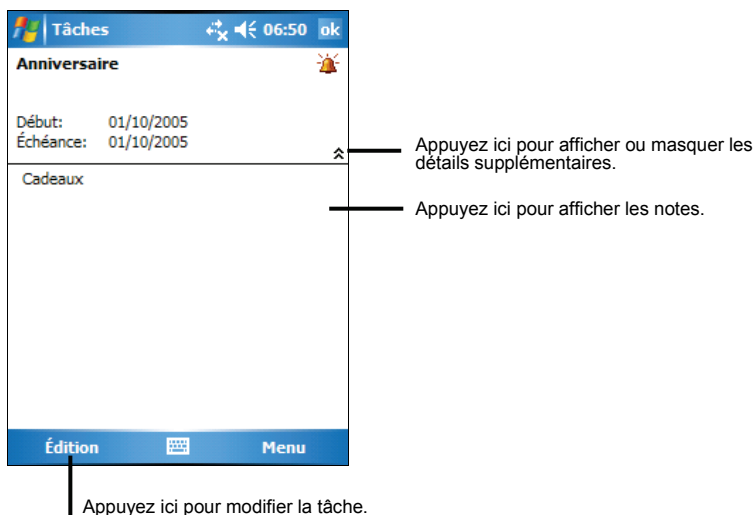 Tâches 06:50 ok
Anniversaire
Début: 01/10/2005
Échéance: 01/10/2005
Appuyez ici pour afficher ou masquer les
détails supplémentaires.
Cadeaux
Appuyez ici pour afficher les notes.
Édition Menu
Appuyez ici pour modifier la tâche.